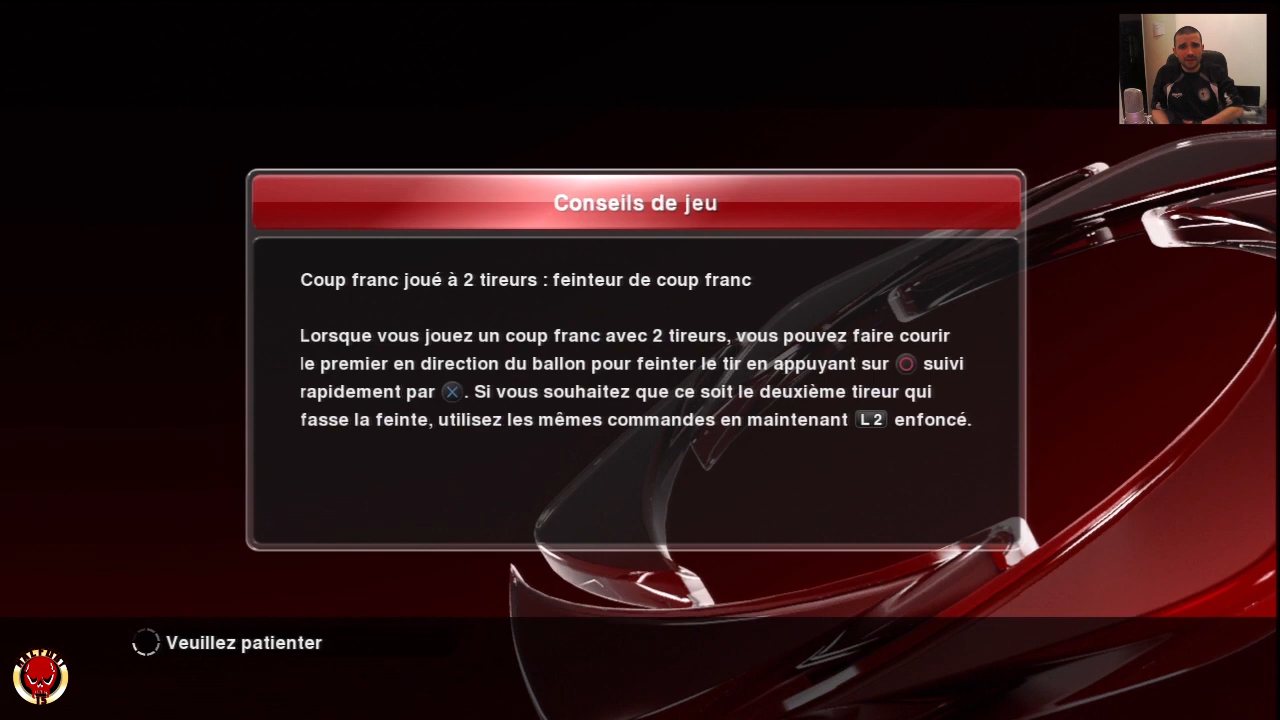 Conseils de jeu
Coup franc joué à 2 tireurs : feinteur de coup franc
Lorsque vous jouez un coup franc avec 2 tireurs, vous pouvez faire courir
le premier en direction du ballon pour feinter le tir en appuyant sur suivi
rapidement par . Si vous souhaitez que ce soit le deuxième tireur qui
fasse la feinte, utilisez les mêmes commandes en maintenant L2 enfoncé.
Veuillez patienter